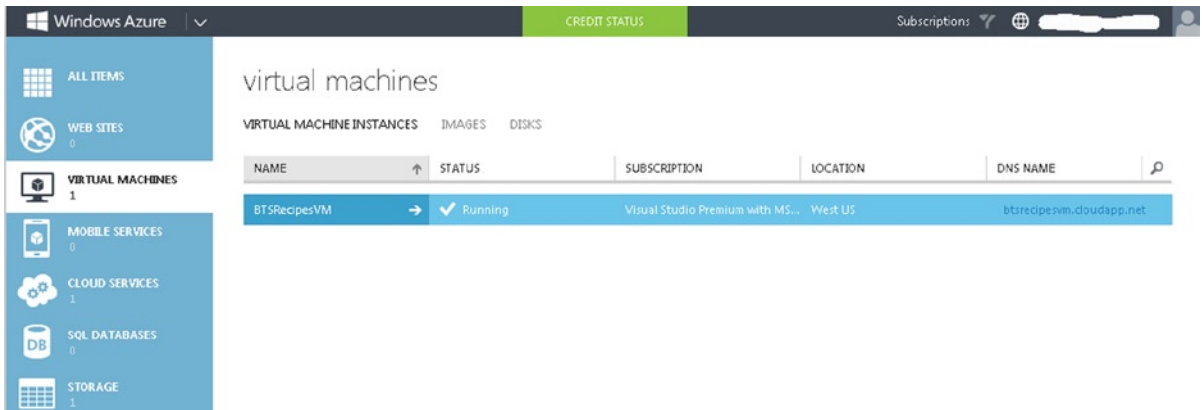 Windows Azure
CREDIT STATUS
Subscriptions
ALL ITEMS
WEB SITES
0
VIRTUAL MACHINES
1
MOBILE SERVICES
0
CLOUD SERVICES
1
SQL DATABASES
0
DB
STORAGE
1
virtual machines
VIRTUAL MACHINE INSTANCES IMAGES DISKS
NAME STATUS SUBSCRIPTION LOCATION DNS NAME
BTSRecipesVM Running Visual Studio Premium with MS... West US btsrecipesvm.cloudapp.net